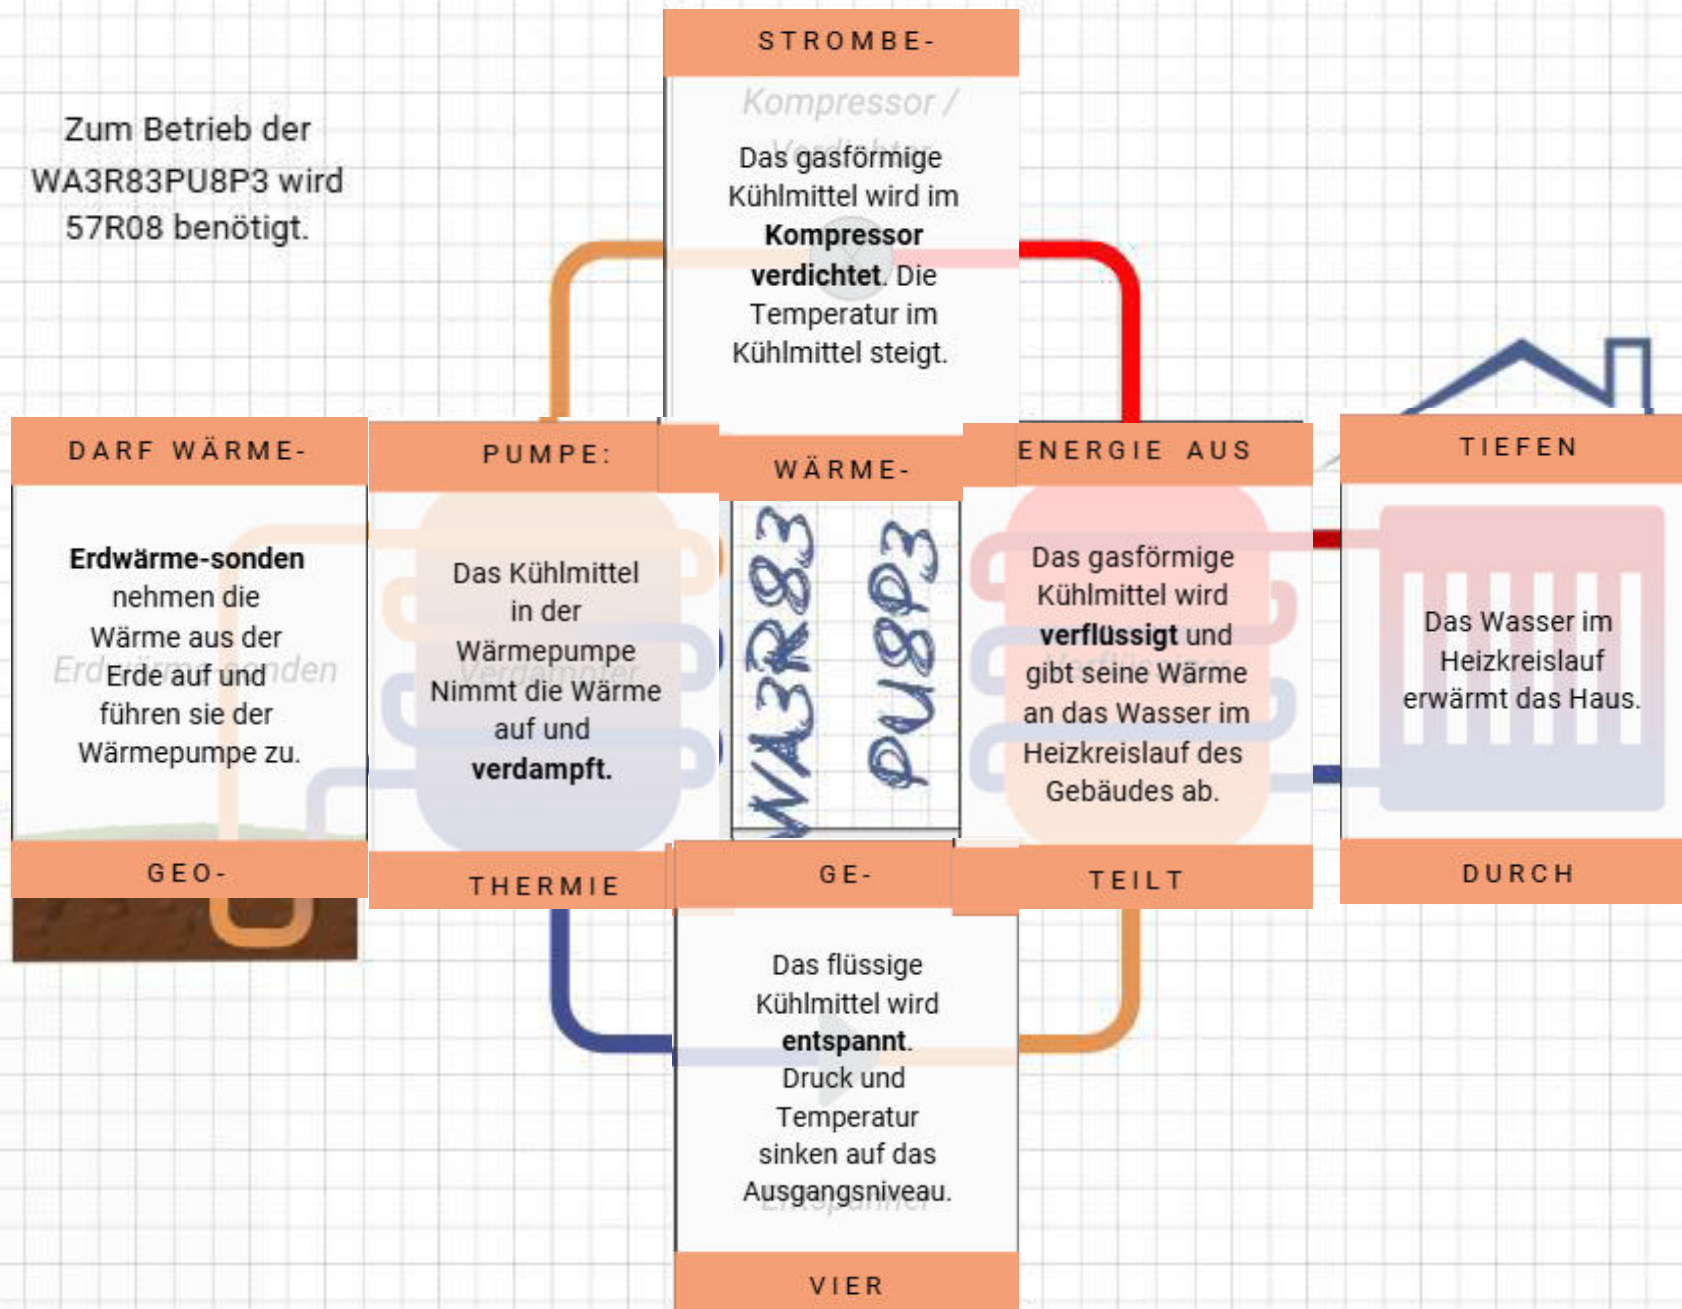 STROMBE-
Kompressor /
Zum Betrieb der
WA3R83PU8P3 wird
57R08 benötigt.
Das gasförmige
Kühlmittel wird im
Kompressor
verdichtet. Die
Temperatur im
Kühlmittel steigt.
DARF WÄRME-
PUMPE:
WÄRME-
ENERGIE AUS
TIEFEN
Erdwärme-sonden
nehmen die
Wärme aus der
Erde auf und
führen sie der
Wärmepumpe zu.
Erdwärme-sonden
Das Kühlmittel
in der
Wärmepumpe
Nimmt die Wärme
auf und
verdampft.
Verdampfer
WA3R83
PU8P3
Das gasförmige
Kühlmittel wird
verflüssigt und
gibt seine Wärme
an das Wasser im
Heizkreislauf des
Gebäudes ab.
Das Wasser im
Heizkreislauf
erwärmt das Haus.
GEO-
THERMIE
GE-
TEILT
DURCH
Das flüssige
Kühlmittel wird
entspannt.
Druck und
Temperatur
sinken auf das
Ausgangsniveau.
Entspanner
VIER